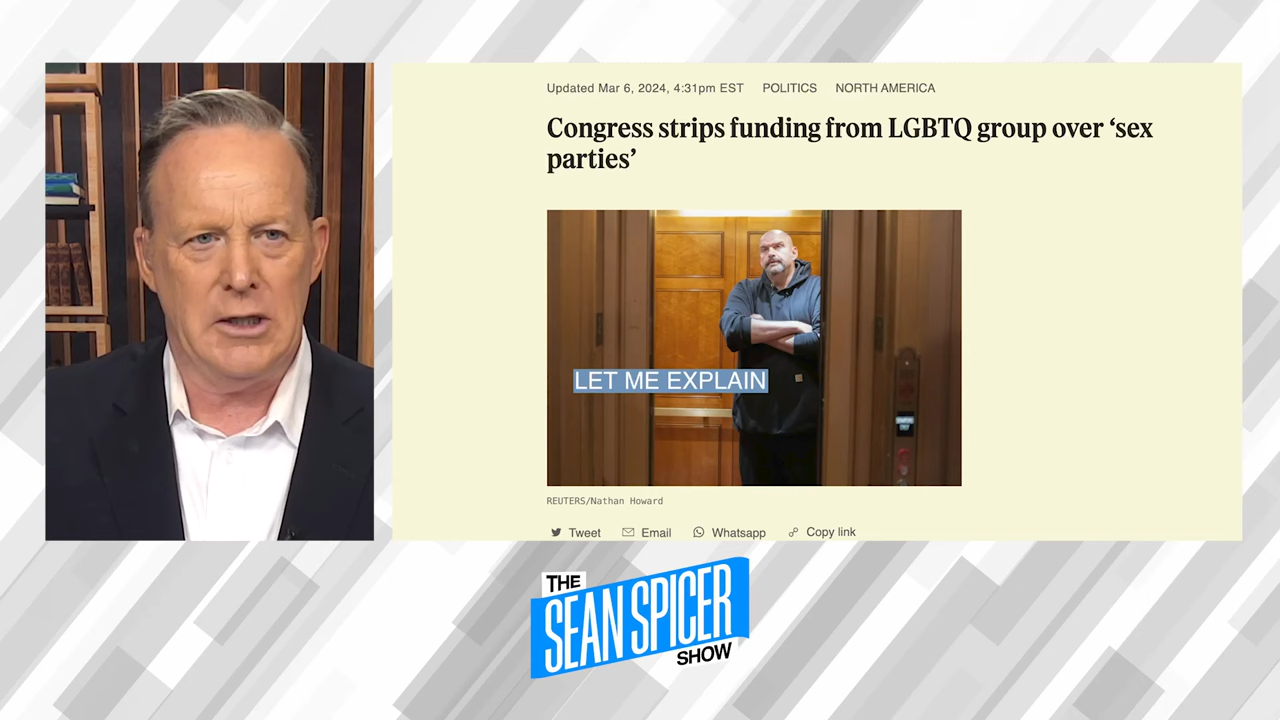 Updated Mar 6, 2024, 4:31pm EST POLITICS NORTH AMERICA
Congress strips funding from LGBTQ group over ‘sex
parties’
LET ME EXPLAIN
REUTERS/Nathan Howard
Tweet Email Whatsapp Copy link
THE
SEAN SPICER
SHOW